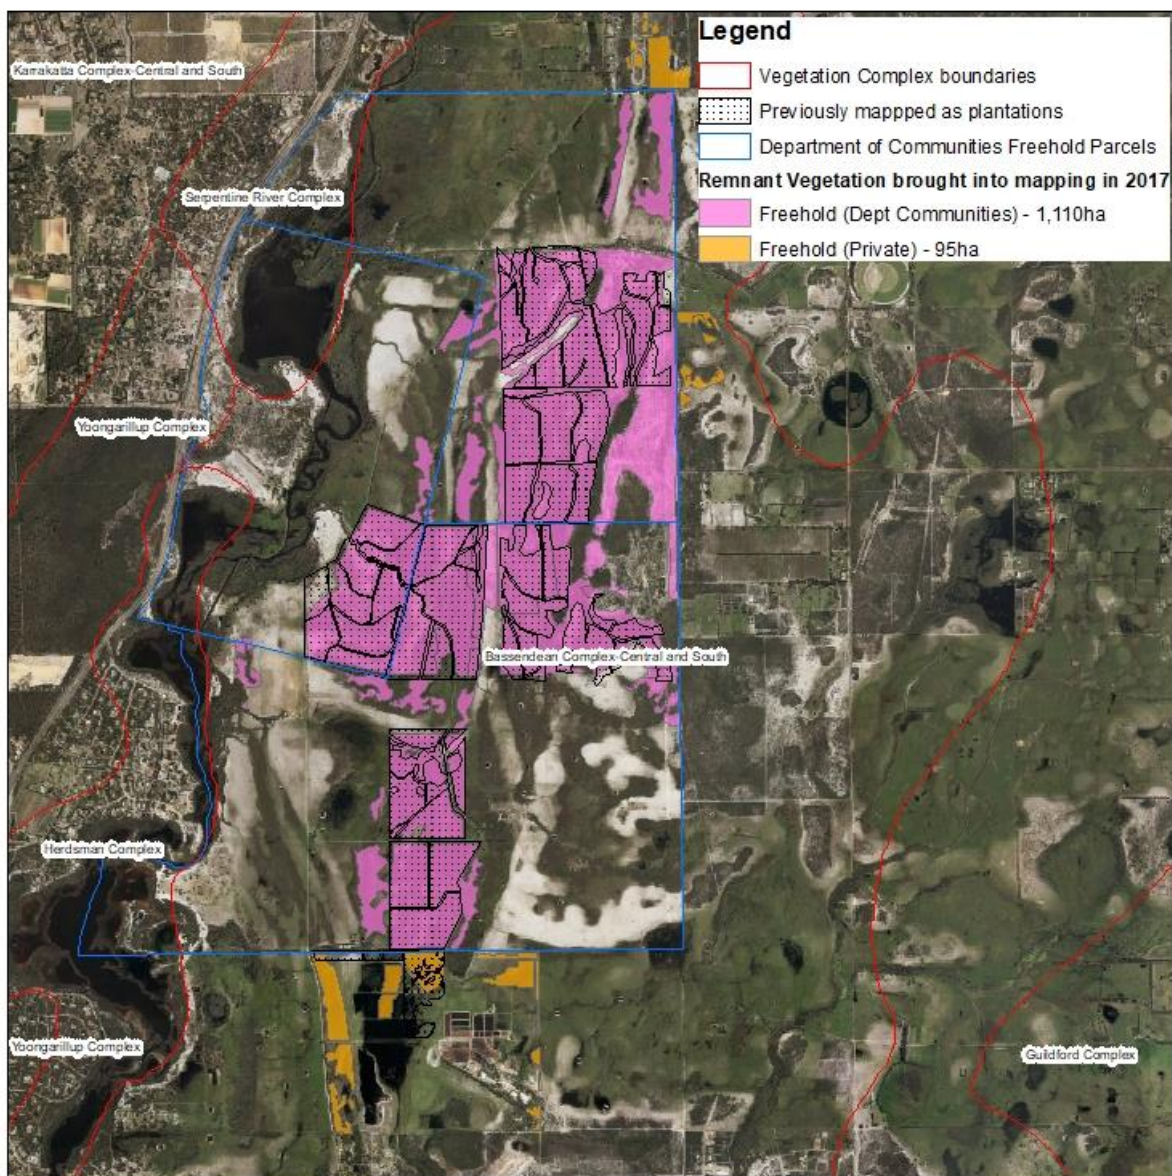 Legend
Vegetation Complex boundaries
Previously mappped as plantations
Department of Communities Freehold Parcels
Remnant Vegetation brought into mapping in 2017
Freehold (Dept Communities) - 1,110ha
Freehold (Private) - 95ha
Karrakatta Complex-Central and South
Serpentine River Complex
Yoongarillup Complex
Bassendean Complex-Central and South
Herdsman Complex
Yoongarillup Complex
Guildford Complex